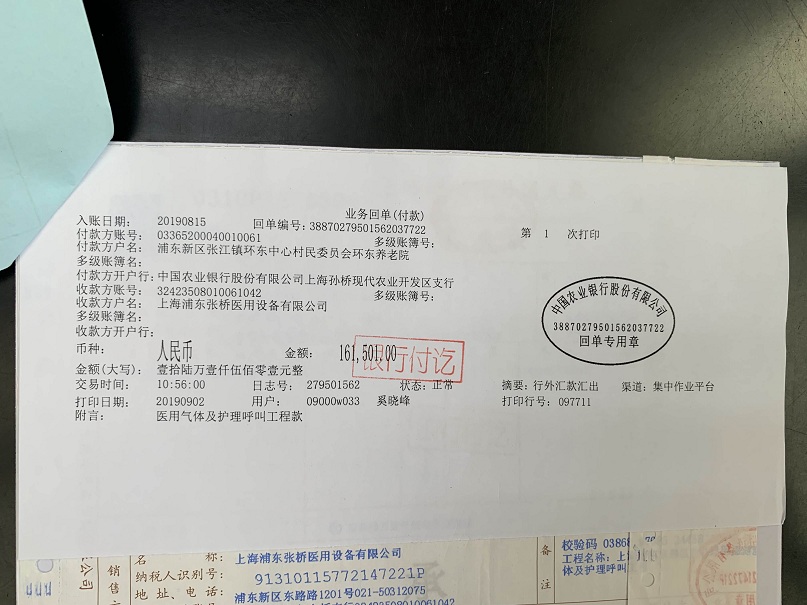 业务回单(付款)
入账日期: 20190815 回单编号: 38870279501562037722 第 1 次打印
付款方账号: 03365200040010061 多级账簿号:
付款方户名: 浦东新区张江镇环东中心村民委员会环东养老院
多级账簿名:
付款方开户行: 中国农业银行股份有限公司上海孙桥现代农业开发区支行
收款方账号: 32423508010061042 多级账簿号:
收款方户名: 上海浦东张桥医用设备有限公司
多级账簿名:
收款方开户行:
中国农业银行股份有限公司
38870279501562037722
回单专用章
币种: 人民币 金额: 161,501.00
银行付讫
金额(大写): 壹拾陆万壹仟伍佰零壹元整
交易时间: 10:56:00 日志号: 279501562 状态: 正常 摘要: 行外汇款汇出 渠道: 集中作业平台
打印日期: 20190902 用户: 09000w033 奚晓峰 打印行号: 097711
附言: 医用气体及护理呼叫工程款
限公司
销售
名 称: 上海浦东张桥医用设备有限公司
纳税人识别号: 91310115772147221P
地址、电话: 浦东新区东路路1201号021-50312075
备注
校验码 03868
工程名称: 上
体及护理呼叫